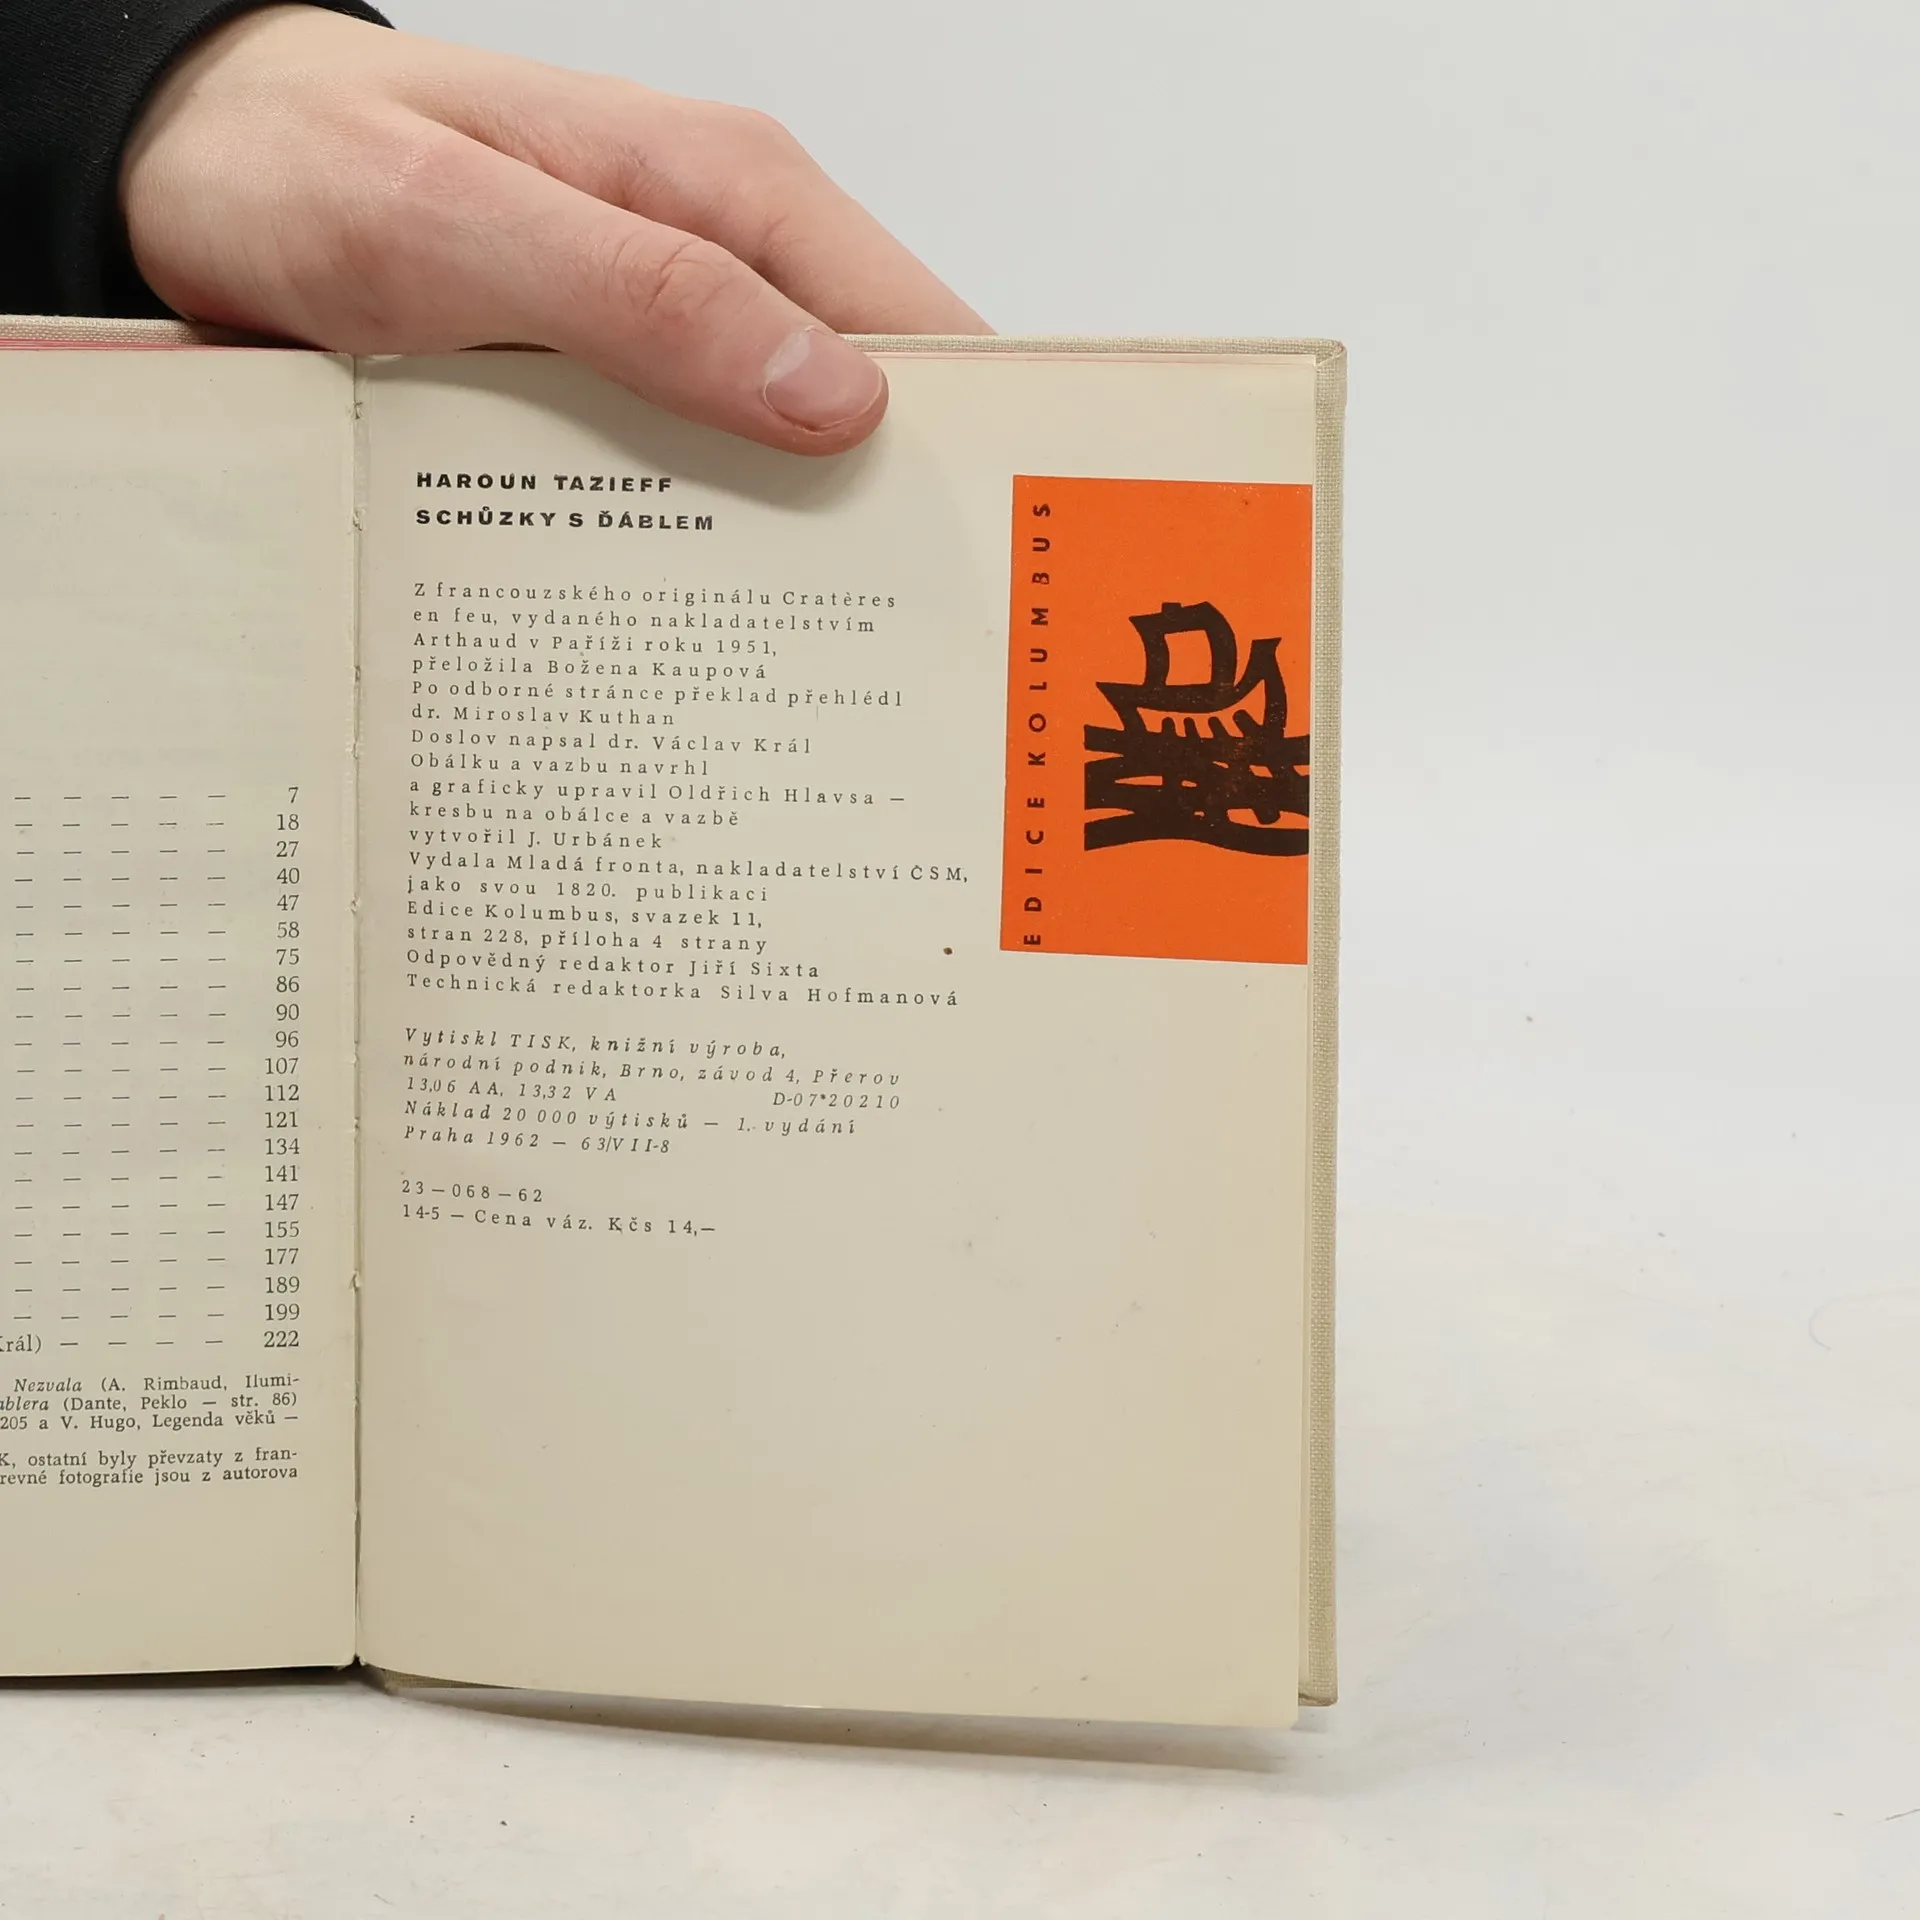 — — — — — 7
— — — — — 18
— — — — — 27
— — — — — 40
— — — — — 47
— — — — — 58
— — — — — 75
— — — — — 86
— — — — — 90
— — — — — 96
— — — — — 107
— — — — — 112
— — — — — 121
— — — — — 134
— — — — — 141
— — — — — 147
— — — — — 155
— — — — — 177
— — — — — 189
— — — — — 199
Král) — — — — 222
Nezvala (A. Rimbaud, Ilumi-
ablera (Dante, Peklo — str. 86)
205 a V. Hugo, Legenda věků —
K, ostatní byly převzaty z fran-
revné fotografie jsou z autorova
HAROUN TAZIEFF
SCHŮZKY S ĎÁBLEM
Z francouzského originálu Cratères
en feu, vydaného nakladatelstvím
Arthaud v Paříži roku 1951,
přeložila Božena Kaupová
Po odborné stránce překlad přehlédl
dr. Miroslav Kuthan
Doslov napsal dr. Václav Král
Obálku a vazbu navrhl
a graficky upravil Oldřich Hlavsa —
kresbu na obálce a vazbě
vytvořil J. Urbánek
Vydala Mladá fronta, nakladatelství ČSM,
jako svou 1820. publikaci
Edice Kolumbus, svazek 11,
stran 228, příloha 4 strany
Odpovědný redaktor Jiří Sixta
Technická redaktorka Silva Hofmanová
Vytiskl TISK, knižní výroba,
národní podnik, Brno, závod 4, Přerov
13,06 AA, 13,32 VA D-07*20210
Náklad 20 000 výtisků — 1. vydání
Praha 1962 — 63/VII-8
23—068—62
14-5 — Cena váz. Kčs 14,—
EDICE KOLUMBUS